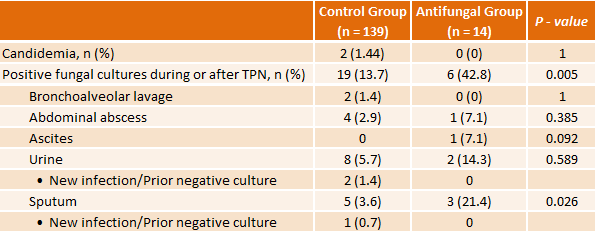 Control Group Antifungal Group P - value
(n = 139) (n = 14)
Candidemia, n (%) 2 (1.44) 0 (0) 1
Positive fungal cultures during or after TPN, n (%) 19 (13.7) 6 (42.8) 0.005
Bronchoalveolar lavage 2 (1.4) 0 (0) 1
Abdominal abscess 4 (2.9) 1 (7.1) 0.385
Ascites 0 1 (7.1) 0.092
Urine 8 (5.7) 2 (14.3) 0.589
• New infection/Prior negative culture 2 (1.4) 0
Sputum 5 (3.6) 3 (21.4) 0.026
• New infection/Prior negative culture 1 (0.7) 0